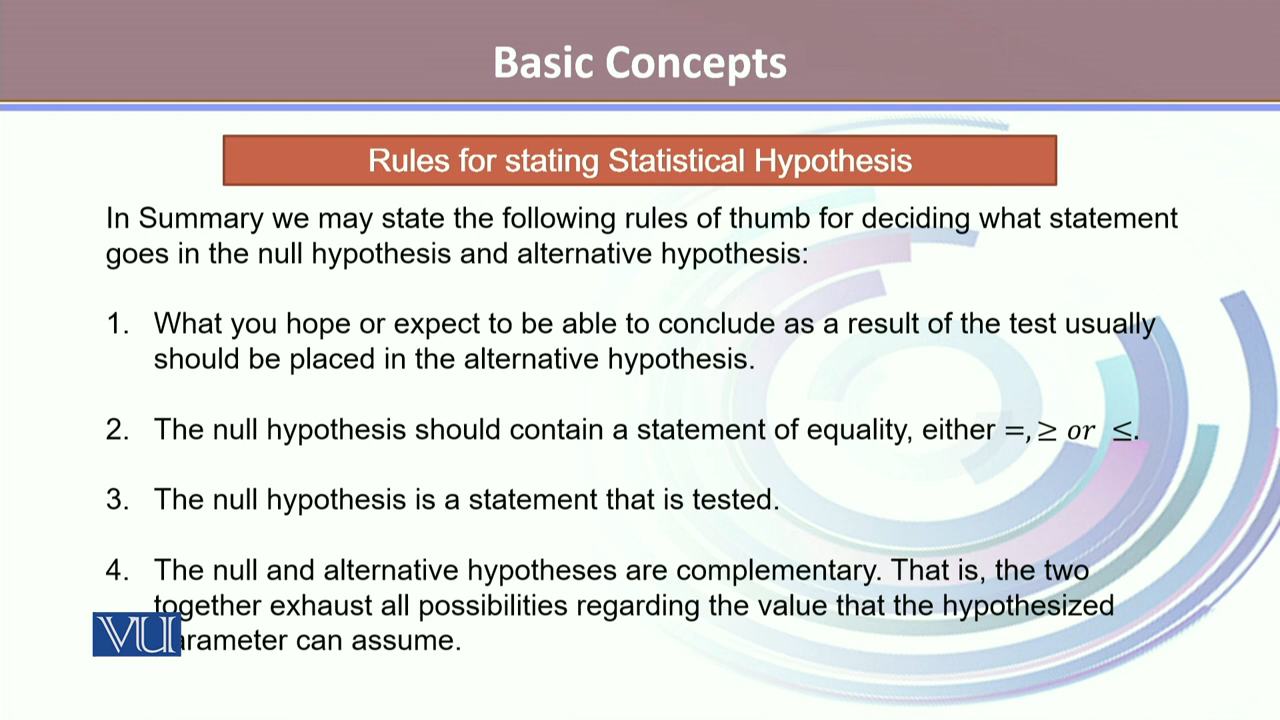 Basic Concepts
Rules for stating Statistical Hypothesis
In Summary we may state the following rules of thumb for deciding what statement
goes in the null hypothesis and alternative hypothesis:
1. What you hope or expect to be able to conclude as a result of the test usually
should be placed in the alternative hypothesis.
2. The null hypothesis should contain a statement of equality, either =, ≥ or ≤.
3. The null hypothesis is a statement that is tested.
4. The null and alternative hypotheses are complementary. That is, the two
together exhaust all possibilities regarding the value that the hypothesized
VU arameter can assume.